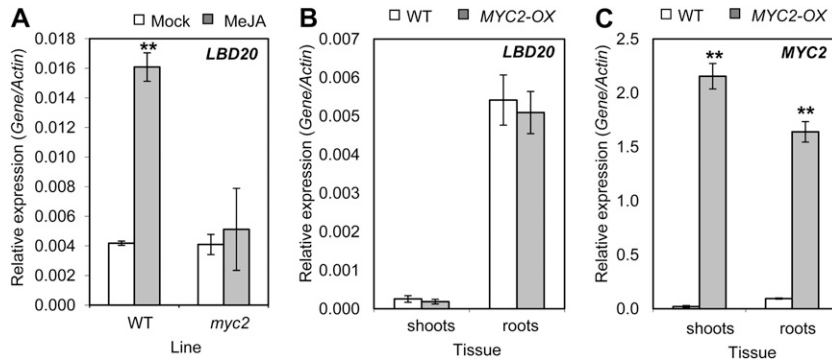 A
Mock MeJA
LBD20
**
0.018
0.016
0.014
0.012
0.010
0.008
0.006
0.004
0.002
0.000
Relative expression (Gene/Actin)
WT myc2
Line
B
WT MYC2-OX
LBD20
0.007
0.006
0.005
0.004
0.003
0.002
0.001
0.000
Relative expression (Gene/Actin)
shoots roots
Tissue
C
WT MYC2-OX
MYC2
**
**
2.5
2.0
1.5
1.0
0.5
0.0
Relative expression (Gene/Actin)
shoots roots
Tissue